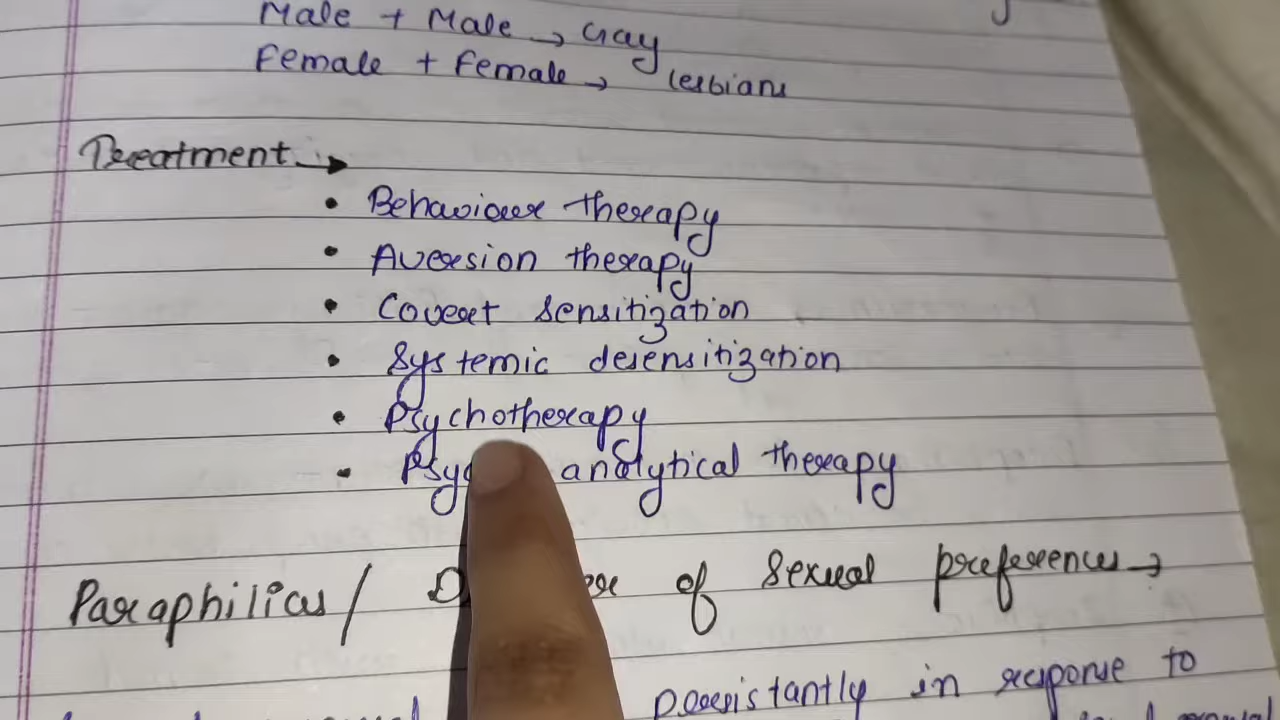 Male + Male → Gay
Female + Female → lesbians
Treatment →
• Behaviour therapy
• Aversion therapy
• Covert sensitization
• Systemic desensitization
• Psychotherapy
• analytical therapy
Paraphilias / of sexual preferences →
persistantly in response to